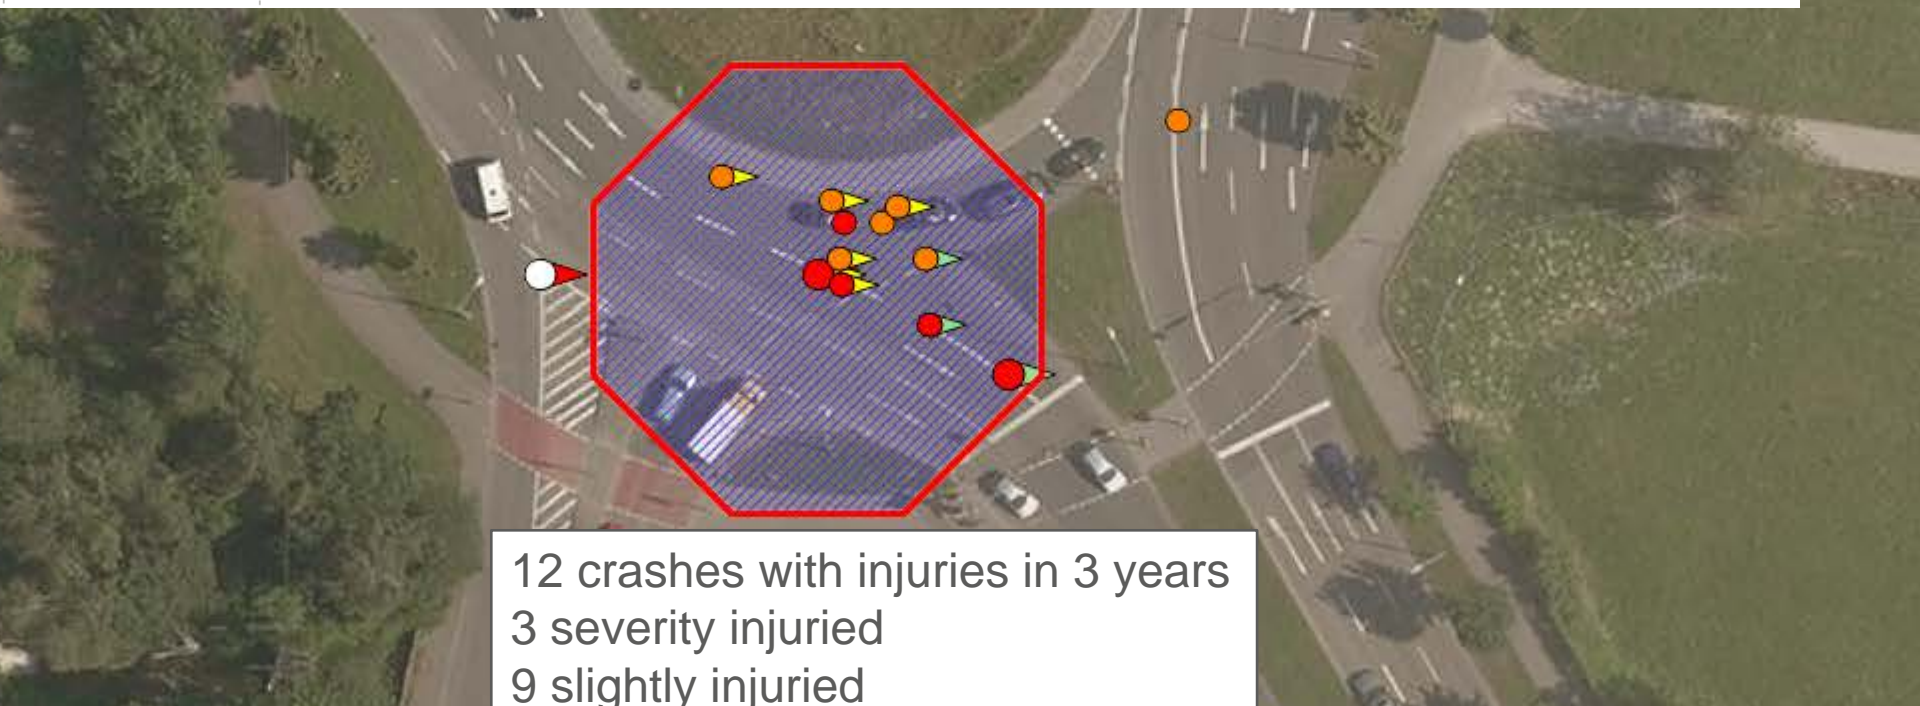 12 crashes with injuries in 3 years
3 severity injuried
9 slightly injuried